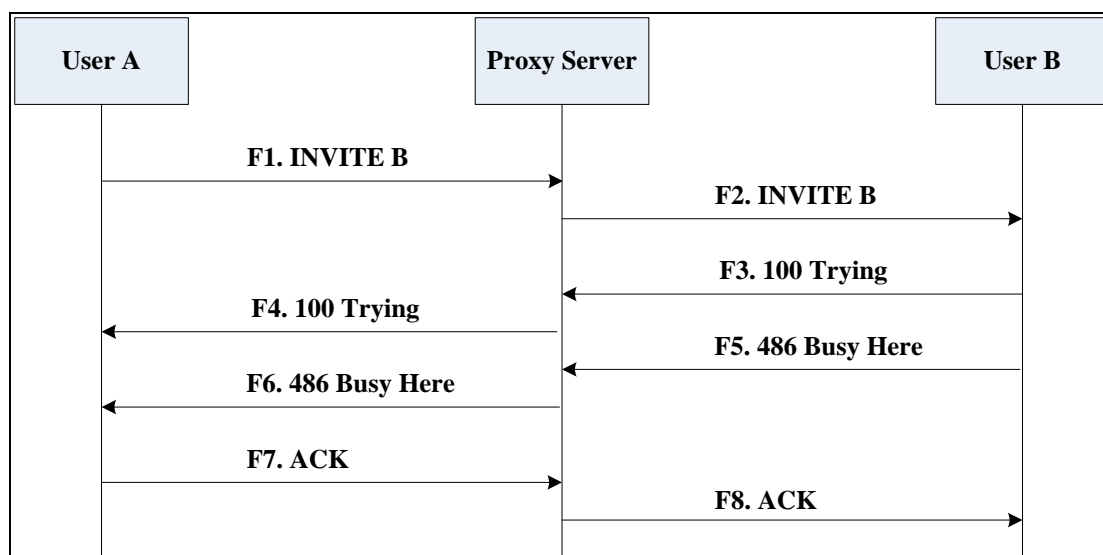 User A
Proxy Server
User B
F1. INVITE B
F2. INVITE B
F3. 100 Trying
F4. 100 Trying
F5. 486 Busy Here
F6. 486 Busy Here
F7. ACK
F8. ACK